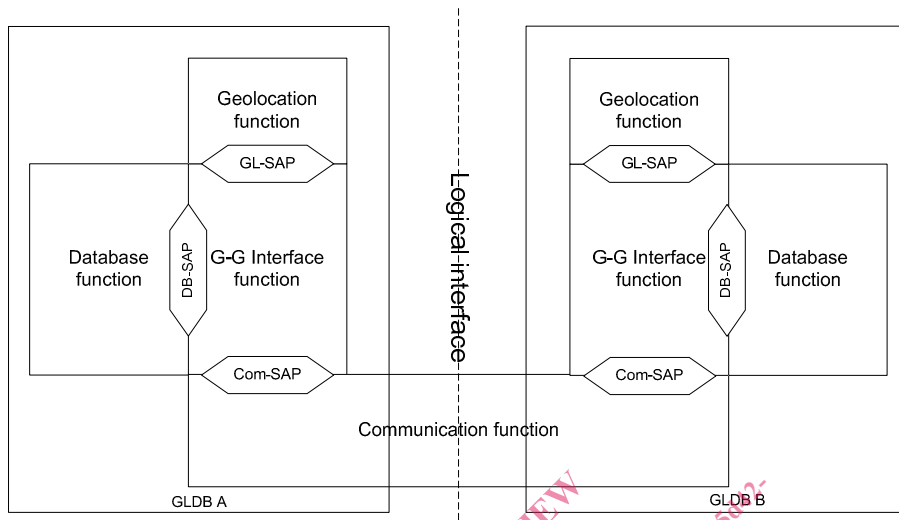 Geolocation
function
GL-SAP
Database
function
DB-SAP
G-G Interface
function
Com-SAP
GLDB A
Logical interface
Communication function
Geolocation
function
GL-SAP
G-G Interface
function
DB-SAP
Database
function
Com-SAP
GLDB B